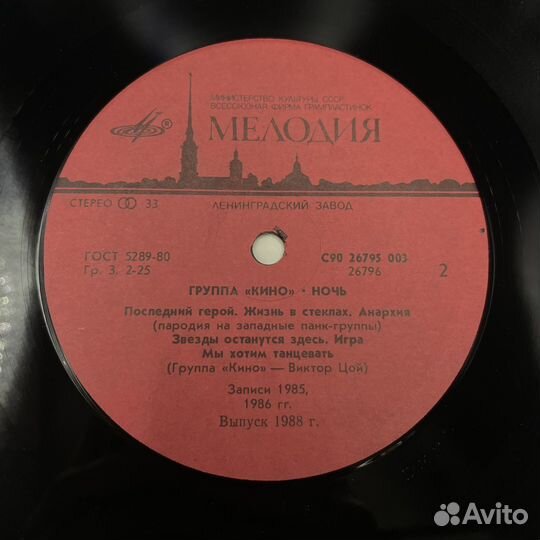 МИНИСТЕРСТВО КУЛЬТУРЫ СССР
ВСЕСОЮЗНАЯ ФИРМА ГРАМПЛАСТИНОК
МЕЛОДИЯ
®
СТЕРЕО 33
ЛЕНИНГРАДСКИЙ ЗАВОД
ГОСТ 5289-80
Гр. 3. 2-25
С90 26795 003
26796
2
ГРУППА «КИНО» • НОЧЬ
Последний герой. Жизнь в стеклах. Анархия
(пародия на западные панк-группы)
Звезды останутся здесь. Игра
Мы хотим танцевать
(Группа «Кино» — Виктор Цой)
Записи 1985,
1986 гг.
Выпуск 1988 г.
Avito